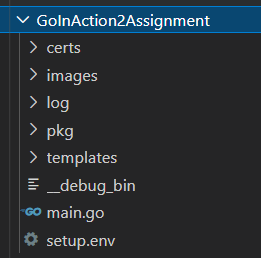 GoInAction2Assignment
certs
images
log
pkg
templates
__debug_bin
GO main.go
setup.env